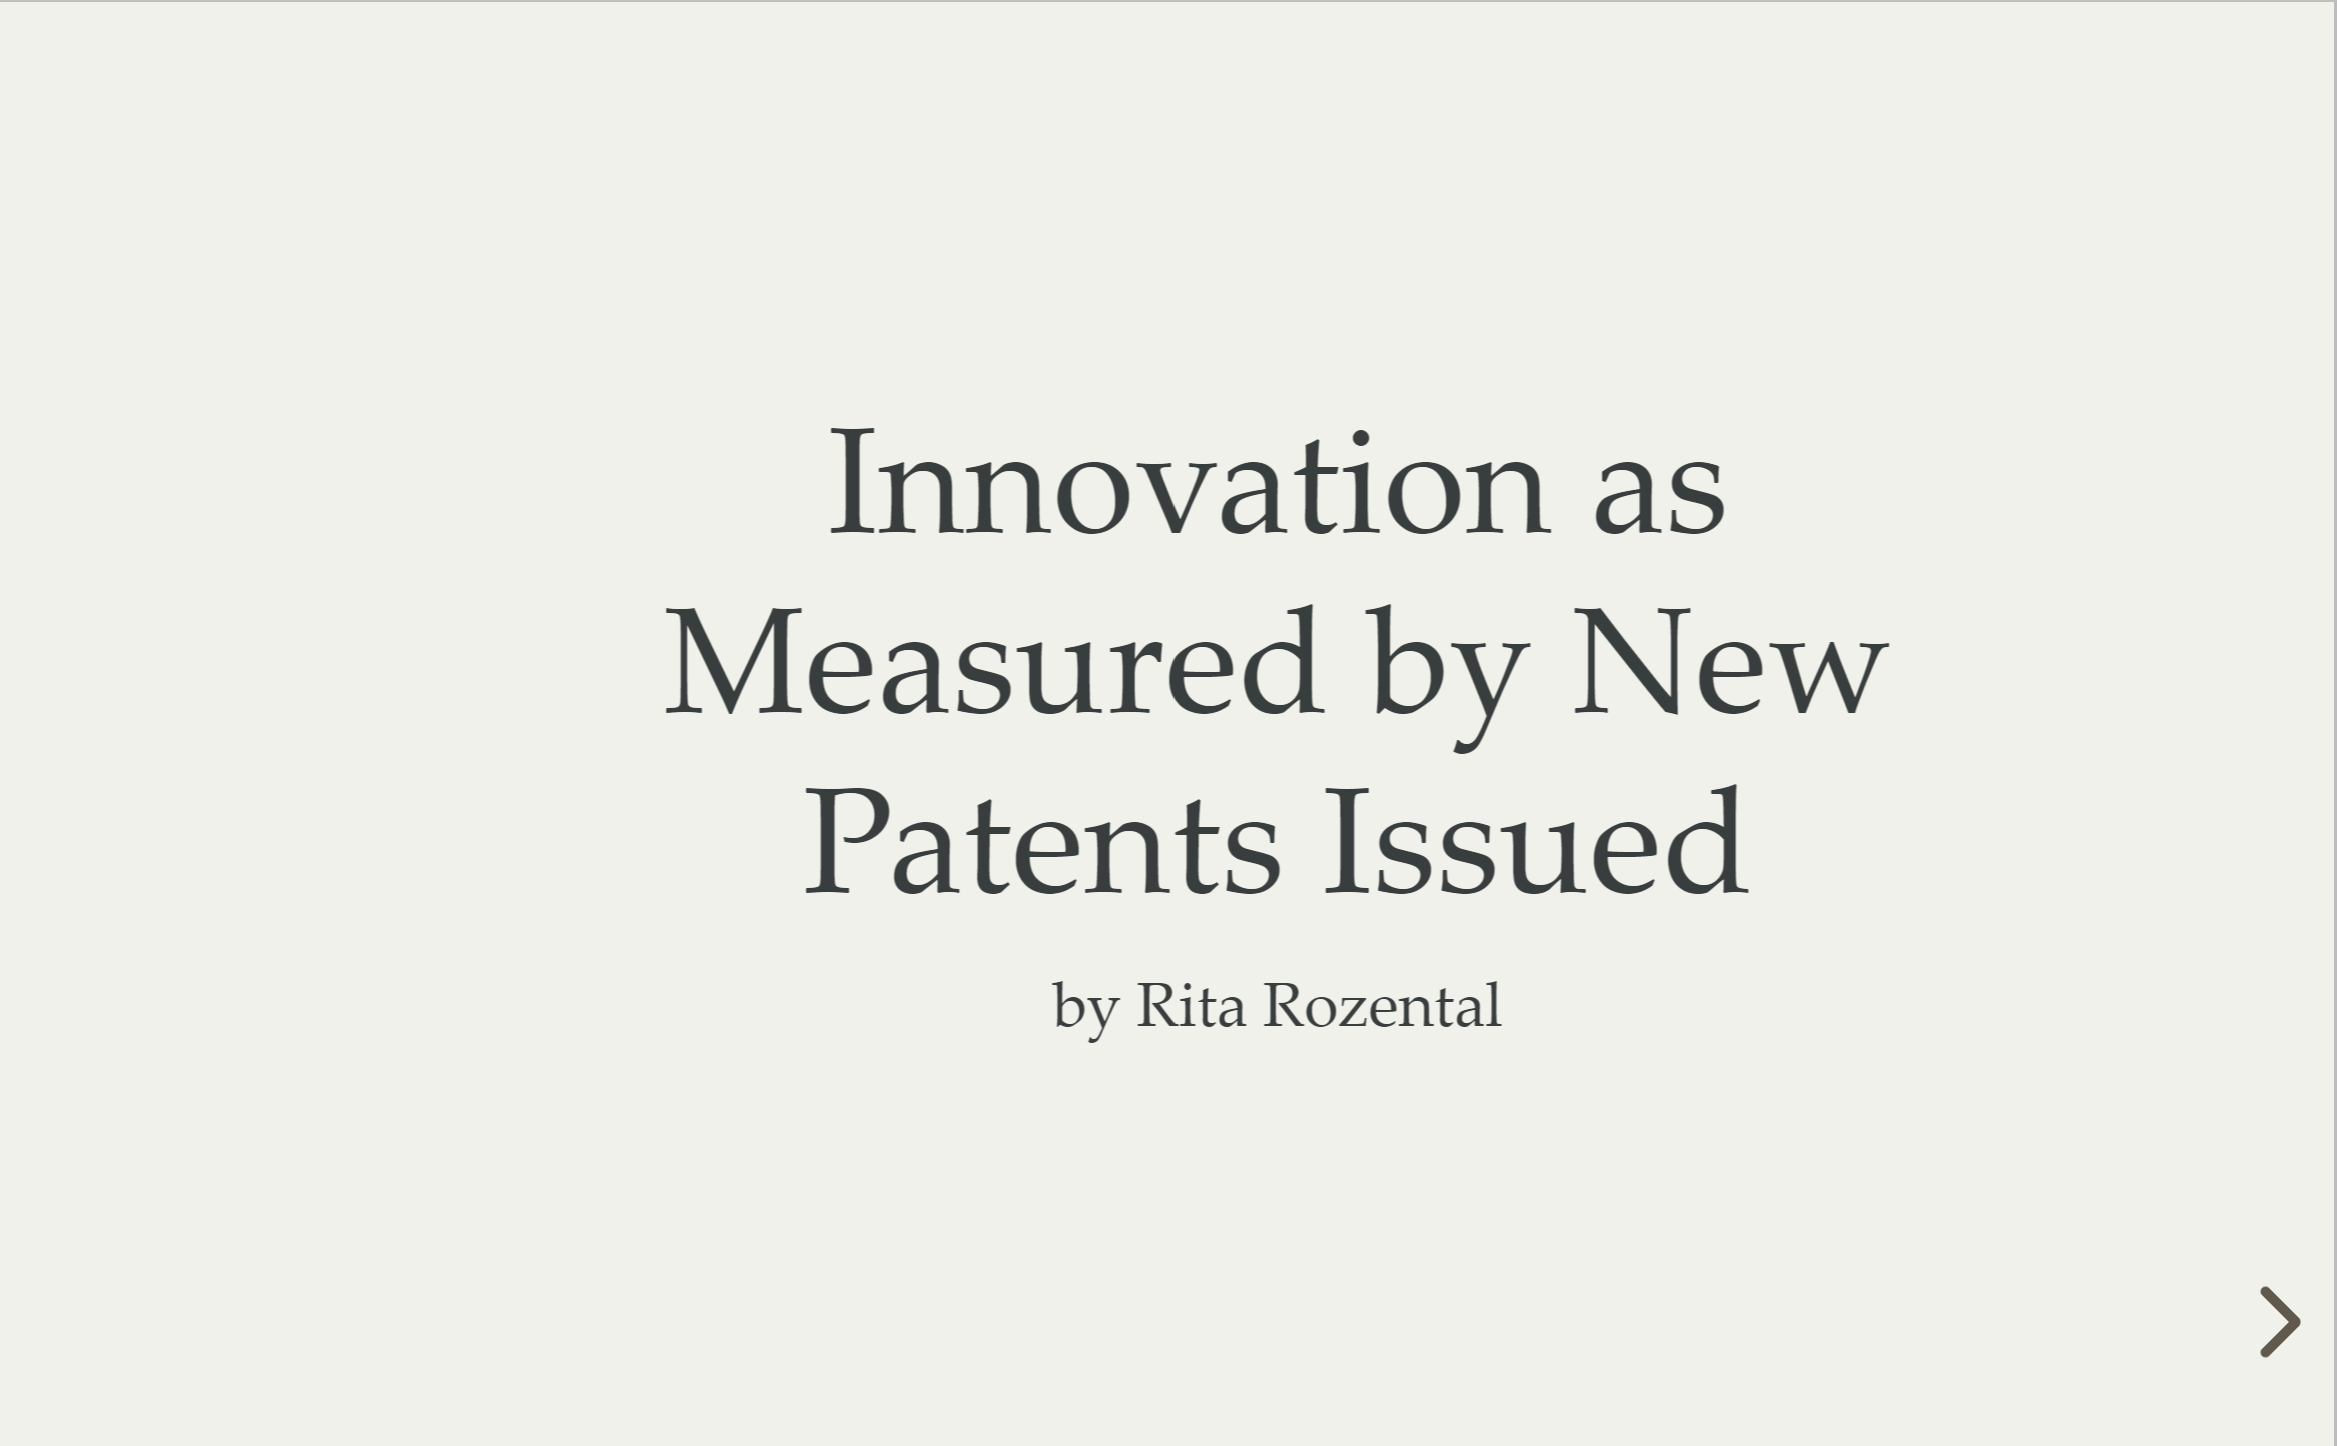 Innovation as
Measured by New
Patents Issued
by Rita Rozental